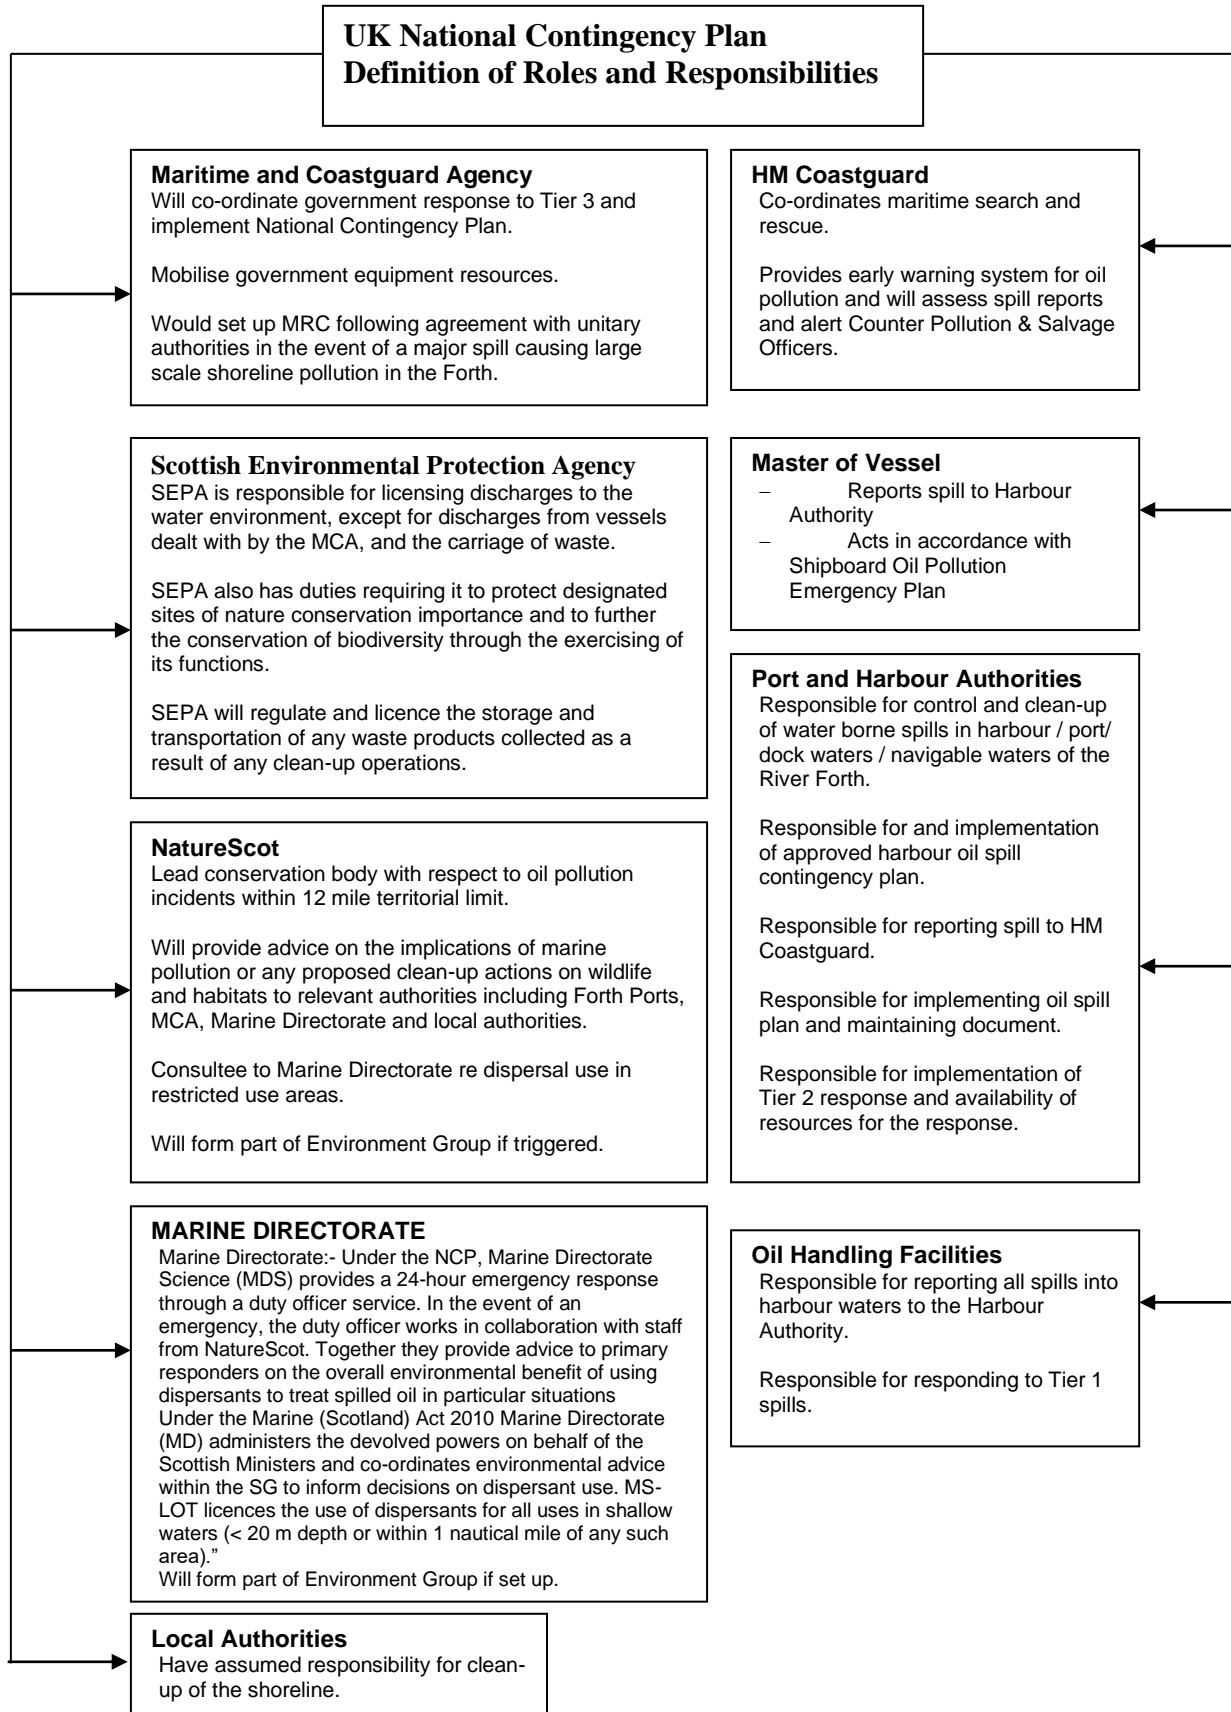 UK National Contingency Plan
Definition of Roles and Responsibilities
Maritime and Coastguard Agency
Will co-ordinate government response to Tier 3 and
implement National Contingency Plan.
Mobilise government equipment resources.
Would set up MRC following agreement with unitary
authorities in the event of a major spill causing large
scale shoreline pollution in the Forth.
Scottish Environmental Protection Agency
SEPA is responsible for licensing discharges to the
water environment, except for discharges from vessels
dealt with by the MCA, and the carriage of waste.
SEPA also has duties requiring it to protect designated
sites of nature conservation importance and to further
the conservation of biodiversity through the exercising of
its functions.
SEPA will regulate and licence the storage and
transportation of any waste products collected as a
result of any clean-up operations.
NatureScot
Lead conservation body with respect to oil pollution
incidents within 12 mile territorial limit.
Will provide advice on the implications of marine
pollution or any proposed clean-up actions on wildlife
and habitats to relevant authorities including Forth Ports,
MCA, Marine Directorate and local authorities.
Consultee to Marine Directorate re dispersal use in
restricted use areas.
Will form part of Environment Group if triggered.
MARINE DIRECTORATE
Marine Directorate:- Under the NCP, Marine Directorate
Science (MDS) provides a 24-hour emergency response
through a duty officer service. In the event of an
emergency, the duty officer works in collaboration with staff
from NatureScot. Together they provide advice to primary
responders on the overall environmental benefit of using
dispersants to treat spilled oil in particular situations
Under the Marine (Scotland) Act 2010 Marine Directorate
(MD) administers the devolved powers on behalf of the
Scottish Ministers and co-ordinates environmental advice
within the SG to inform decisions on dispersant use. MS-
LOT licences the use of dispersants for all uses in shallow
waters (< 20 m depth or within 1 nautical mile of any such
area).”
Will form part of Environment Group if set up.
Local Authorities
Have assumed responsibility for clean-
up of the shoreline.
HM Coastguard
Co-ordinates maritime search and
rescue.
Provides early warning system for oil
pollution and will assess spill reports
and alert Counter Pollution & Salvage
Officers.
Master of Vessel
– Reports spill to Harbour
Authority
– Acts in accordance with
Shipboard Oil Pollution
Emergency Plan
Port and Harbour Authorities
Responsible for control and clean-up
of water borne spills in harbour / port/
dock waters / navigable waters of the
River Forth.
Responsible for and implementation
of approved harbour oil spill
contingency plan.
Responsible for reporting spill to HM
Coastguard.
Responsible for implementing oil spill
plan and maintaining document.
Responsible for implementation of
Tier 2 response and availability of
resources for the response.
Oil Handling Facilities
Responsible for reporting all spills into
harbour waters to the Harbour
Authority.
Responsible for responding to Tier 1
spills.